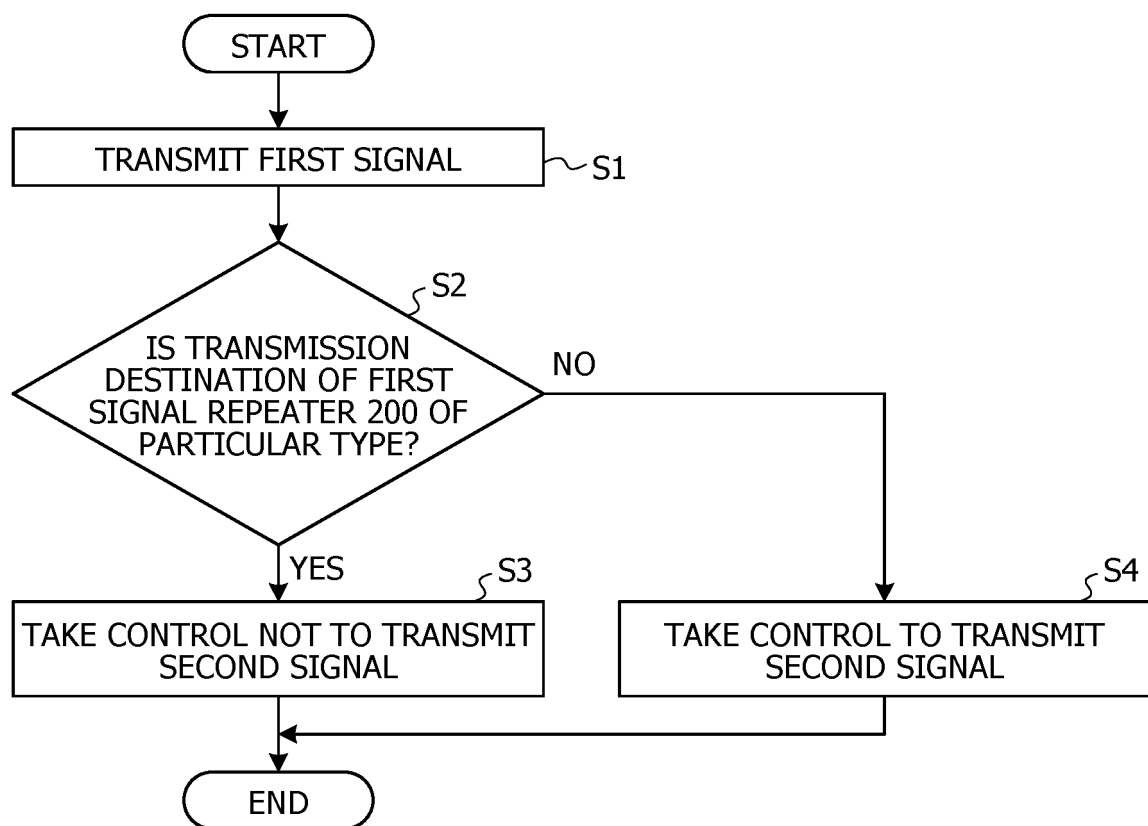 START
TRANSMIT FIRST SIGNAL
S1
S2
IS TRANSMISSION
DESTINATION OF FIRST
SIGNAL REPEATER 200 OF
PARTICULAR TYPE?
NO
YES
S3
TAKE CONTROL NOT TO TRANSMIT
SECOND SIGNAL
S4
TAKE CONTROL TO TRANSMIT
SECOND SIGNAL
END